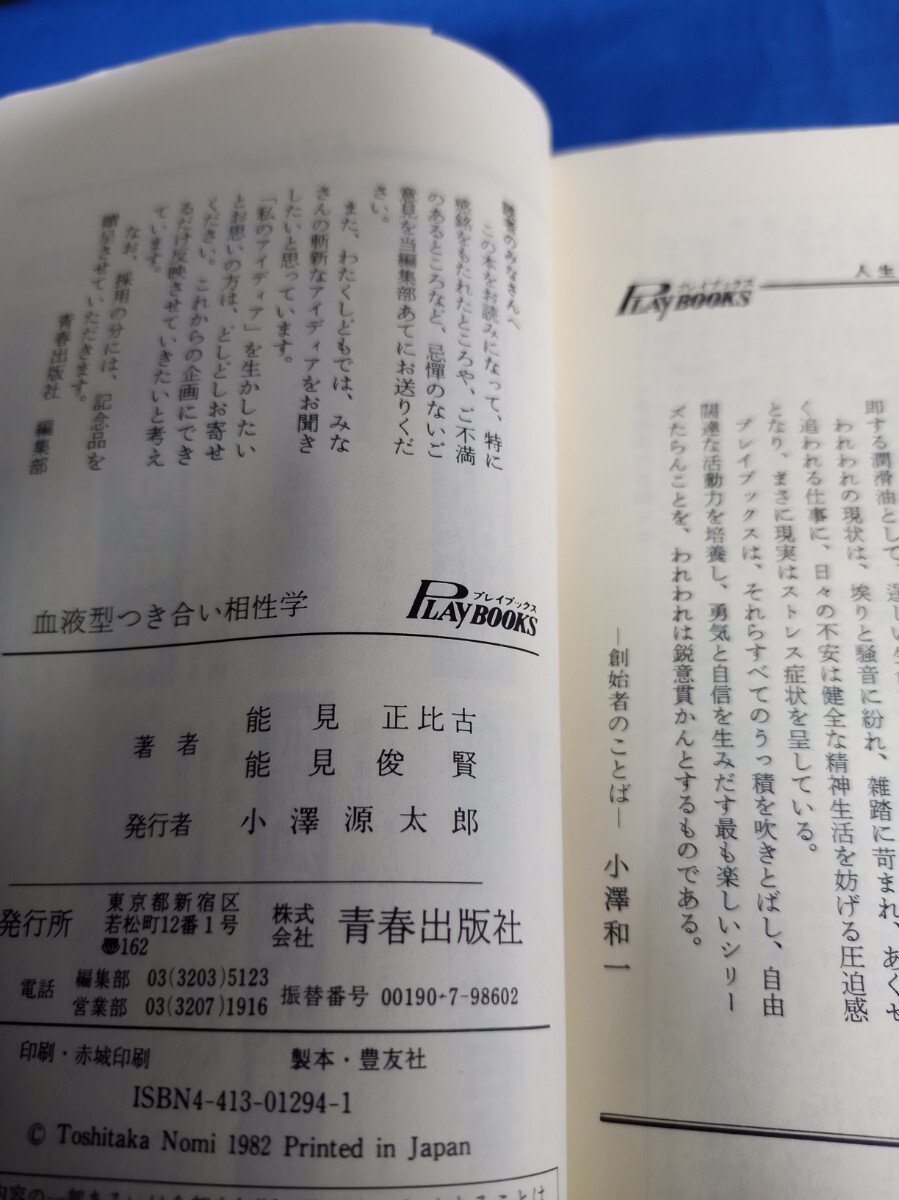 読者のみなさんへ
この本をお読みになって、特に
感銘をもたれたところや、ご不満
のあるところなど、忌憚のないご
意見を当編集部あてにお送りくだ
さい。
また、わたくしどもでは、みな
さんの斬新なアイディアをお聞き
したいと思っています。
「私のアイディア」を生かしたい
とお思いの方は、どしどしお寄せ
ください。これからの企画にでき
るだけ反映させていきたいと考え
ています。
なお、採用の分には、記念品を
贈呈させていただきます。
青春出版社 編集部
血液型つき合い相性学
プレイブックス
PLAY BOOKS
著者
能見正比古
能見俊賢
発行者 小澤源太郎
発行所
東京都新宿区
若松町12番1号
〠162
株式
会社
青春出版社
電話
編集部 03(3203)5123
営業部 03(3207)1916
振替番号 00190-7-98602
印刷・赤城印刷 製本・豊友社
ISBN4-413-01294-1
© Toshitaka Nomi 1982 Printed in Japan
プレイブックス
PLAY BOOKS
人生
即する潤滑油として、逞しい
われわれの現状は、埃りと騒音に紛れ、雑踏に苛まれ、あくせ
く追われる仕事に、日々の不安は健全な精神生活を妨げる圧迫感
となり、まさに現実はストレス症状を呈している。
プレイブックスは、それらすべてのうっ積を吹きとばし、自由
闊達な活動力を培養し、勇気と自信を生みだす最も楽しいシリー
ズたらんことを、われわれは鋭意貫かんとするものである。
―創始者のことば― 小澤和一